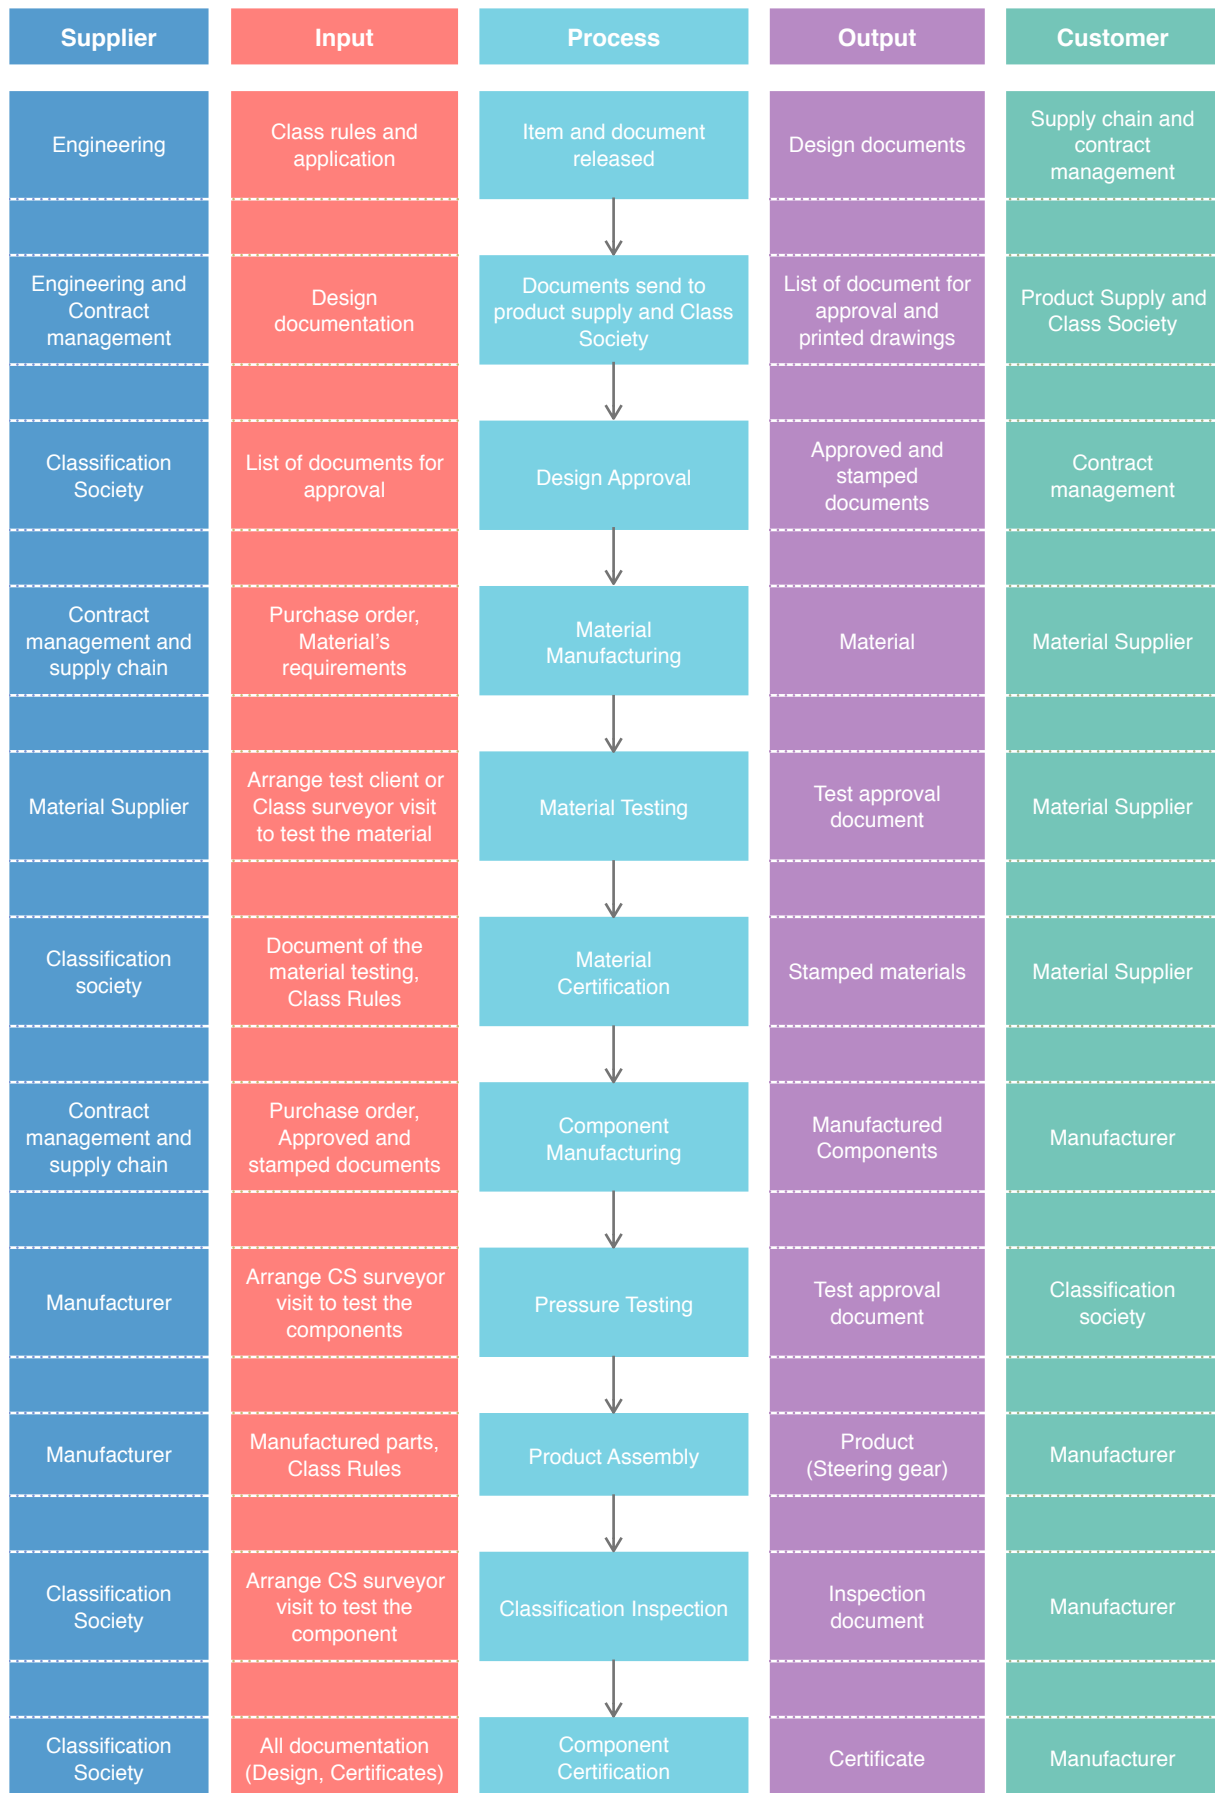 Supplier
Input
Process
Output
Customer
Engineering
Class rules and
application
Item and document
released
Design documents
Supply chain and
contract
management
Engineering and
Contract
management
Design
documentation
Documents send to
product supply and Class
Society
List of document for
approval and
printed drawings
Product Supply and
Class Society
Classification
Society
List of documents for
approval
Design Approval
Approved and
stamped
documents
Contract
management
Contract
management and
supply chain
Purchase order,
Material’s
requirements
Material
Manufacturing
Material
Material Supplier
Material Supplier
Arrange test client or
Class surveyor visit
to test the material
Material Testing
Test approval
document
Material Supplier
Classification
society
Document of the
material testing,
Class Rules
Material
Certification
Stamped materials
Material Supplier
Contract
management and
supply chain
Purchase order,
Approved and
stamped documents
Component
Manufacturing
Manufactured
Components
Manufacturer
Manufacturer
Arrange CS surveyor
visit to test the
components
Pressure Testing
Test approval
document
Classification
society
Manufacturer
Manufactured parts,
Class Rules
Product Assembly
Product
(Steering gear)
Manufacturer
Classification
Society
Arrange CS surveyor
visit to test the
component
Classification Inspection
Inspection
document
Manufacturer
Classification
Society
All documentation
(Design, Certificates)
Component
Certification
Certificate
Manufacturer